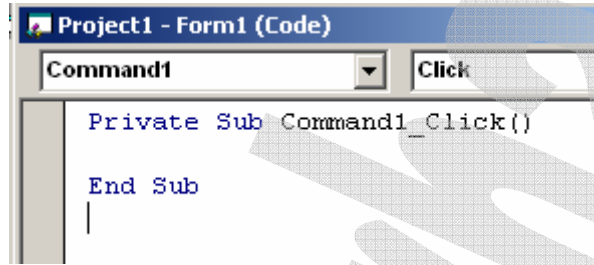 Project1 - Form1 (Code)
Command1 Click
Private Sub Command1_Click()
End Sub